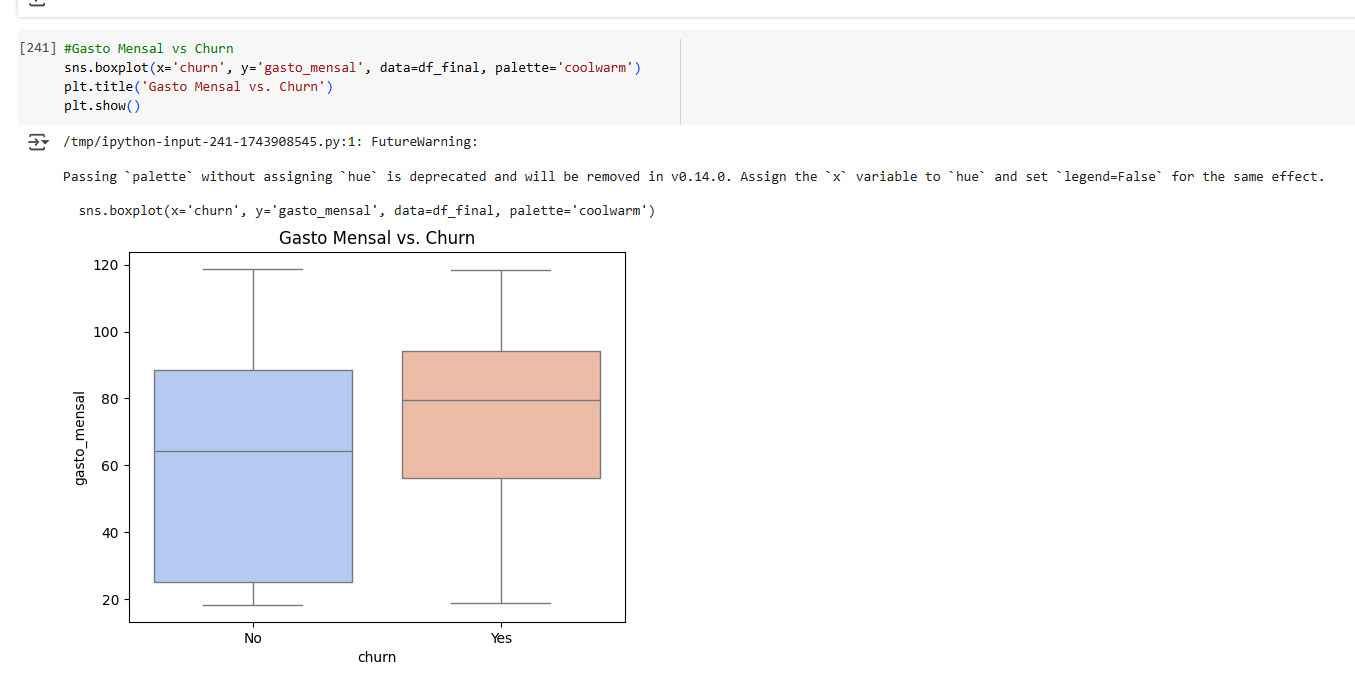 [241] #Gasto Mensal vs Churn
sns.boxplot(x='churn', y='gasto_mensal', data=df_final, palette='coolwarm')
plt.title('Gasto Mensal vs. Churn')
plt.show()
/tmp/ipython-input-241-1743908545.py:1: FutureWarning:
Passing `palette` without assigning `hue` is deprecated and will be removed in v0.14.0. Assign the `x` variable to `hue` and set `legend=False` for the same effect.
sns.boxplot(x='churn', y='gasto_mensal', data=df_final, palette='coolwarm')
Gasto Mensal vs. Churn
120
100
80
60
40
20
gasto_mensal
No Yes
churn